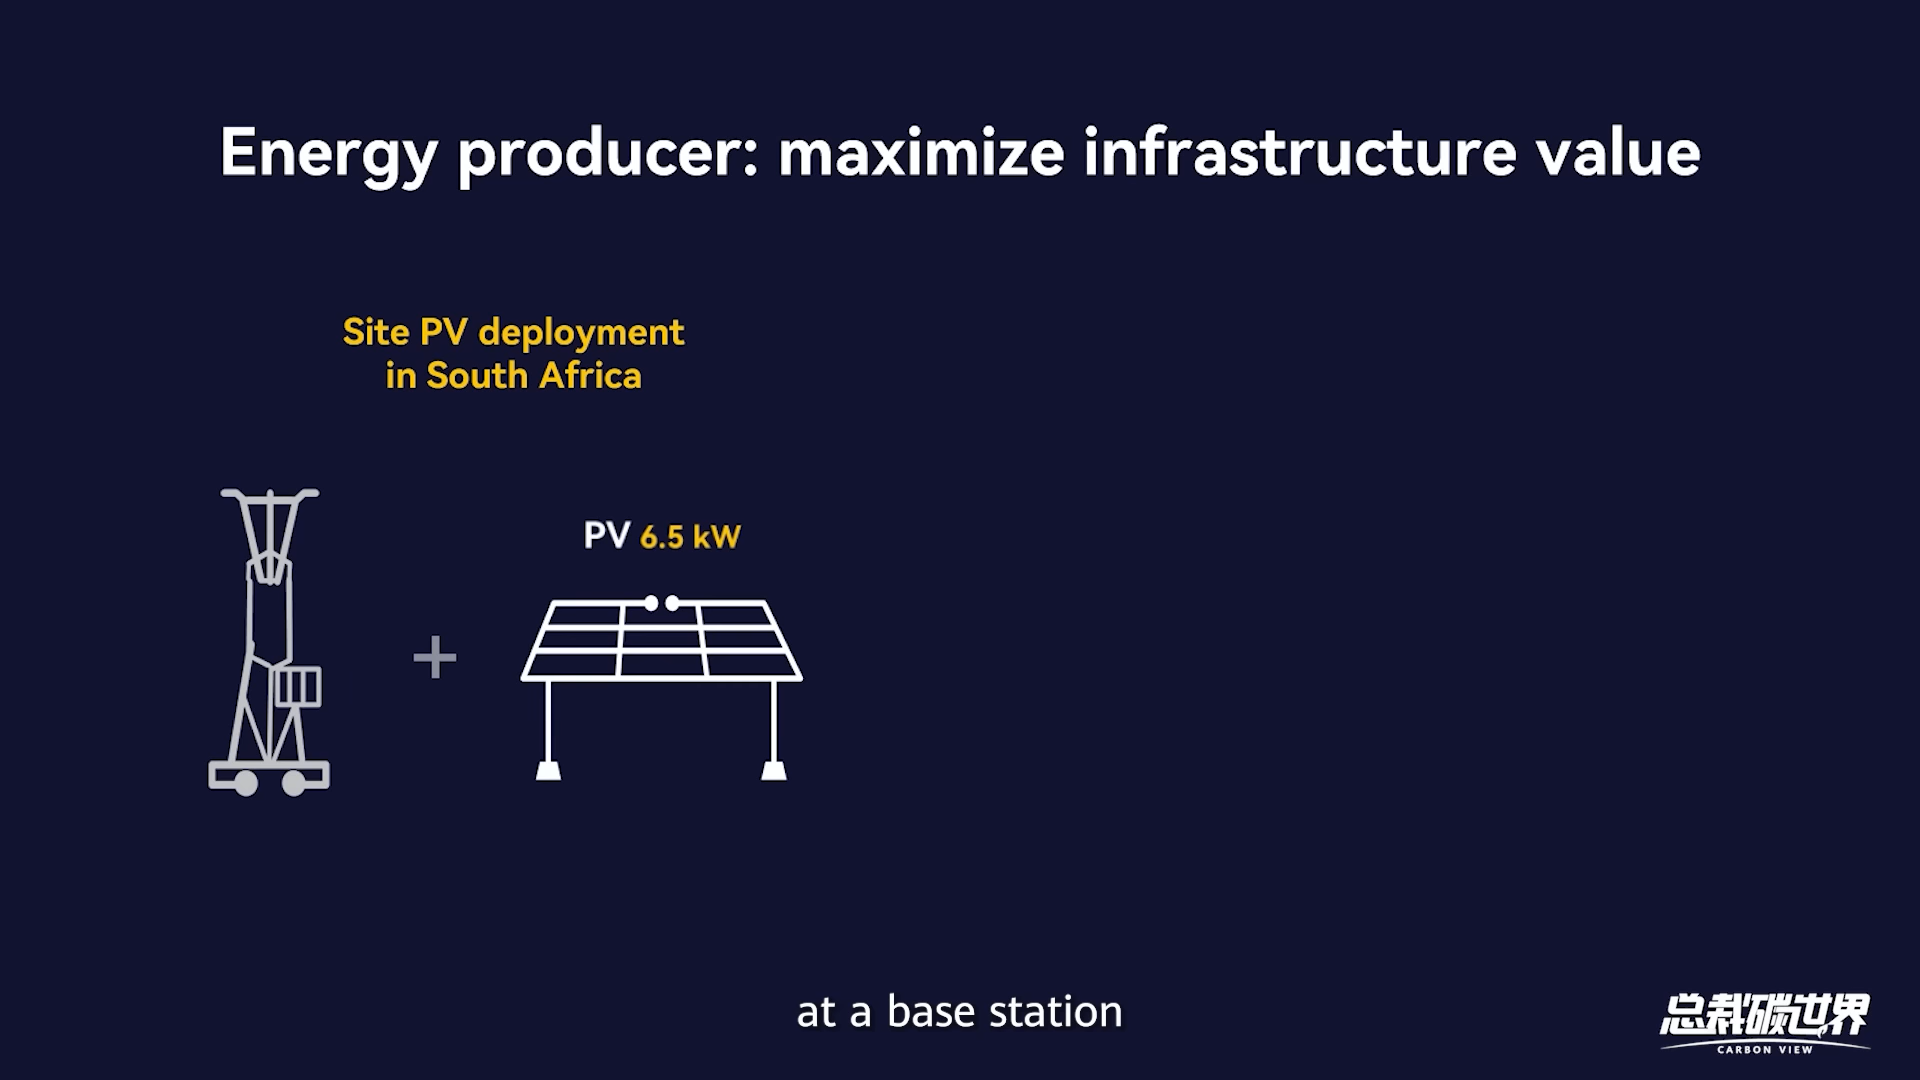 Energy producer: maximize infrastructure value
Site PV deployment
in South Africa
PV 6.5 kW
at a base station
总裁碳世界
CARBON VIEW